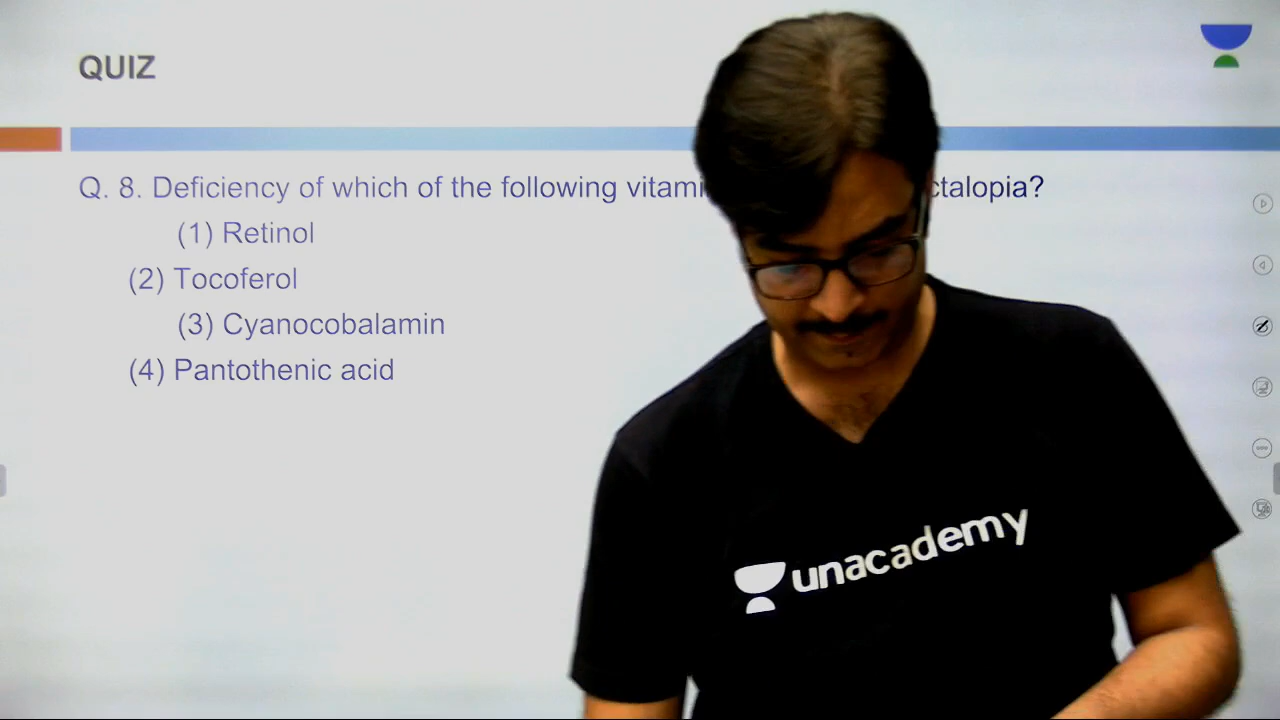 QUIZ
Q. 8. Deficiency of which of the following ctalopia?
(1) Retinol
(2) Tocoferol
(3) Cyanocobalamin
(4) Pantothenic acid
unacademy